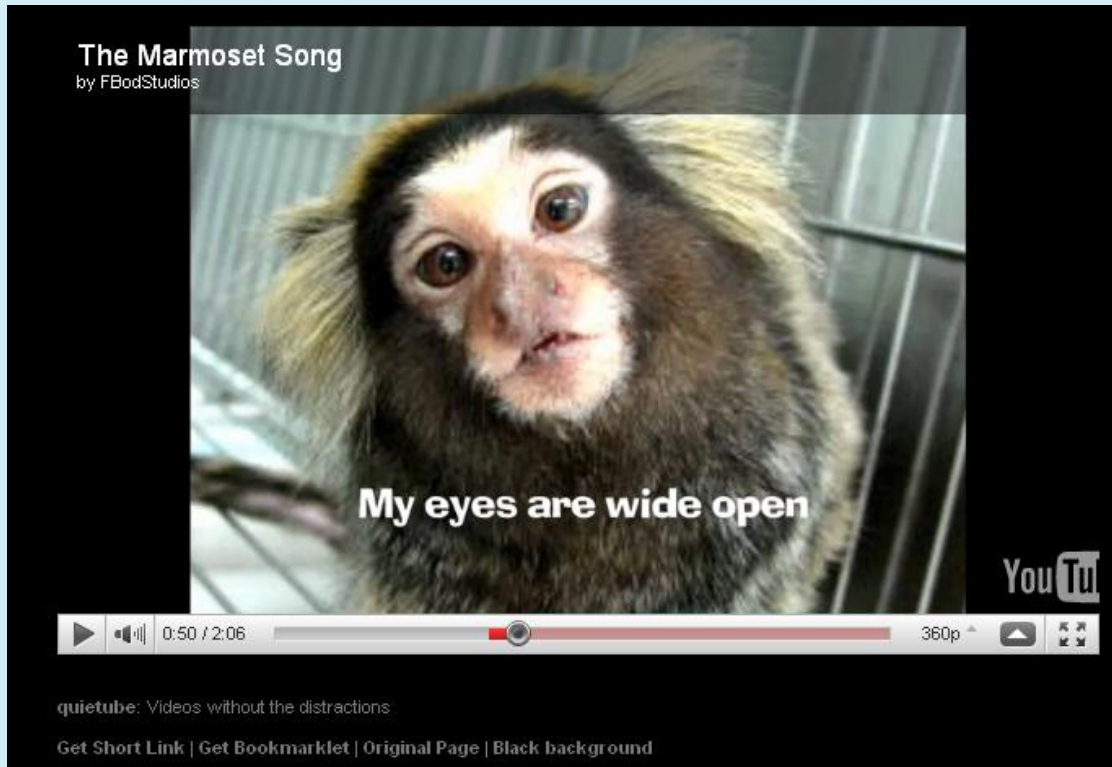 The Marmoset Song
by FBodStudios
My eyes are wide open
YouTu
0:50 / 2:06
360p
quietube: Videos without the distractions
Get Short Link | Get Bookmarklet | Original Page | Black background